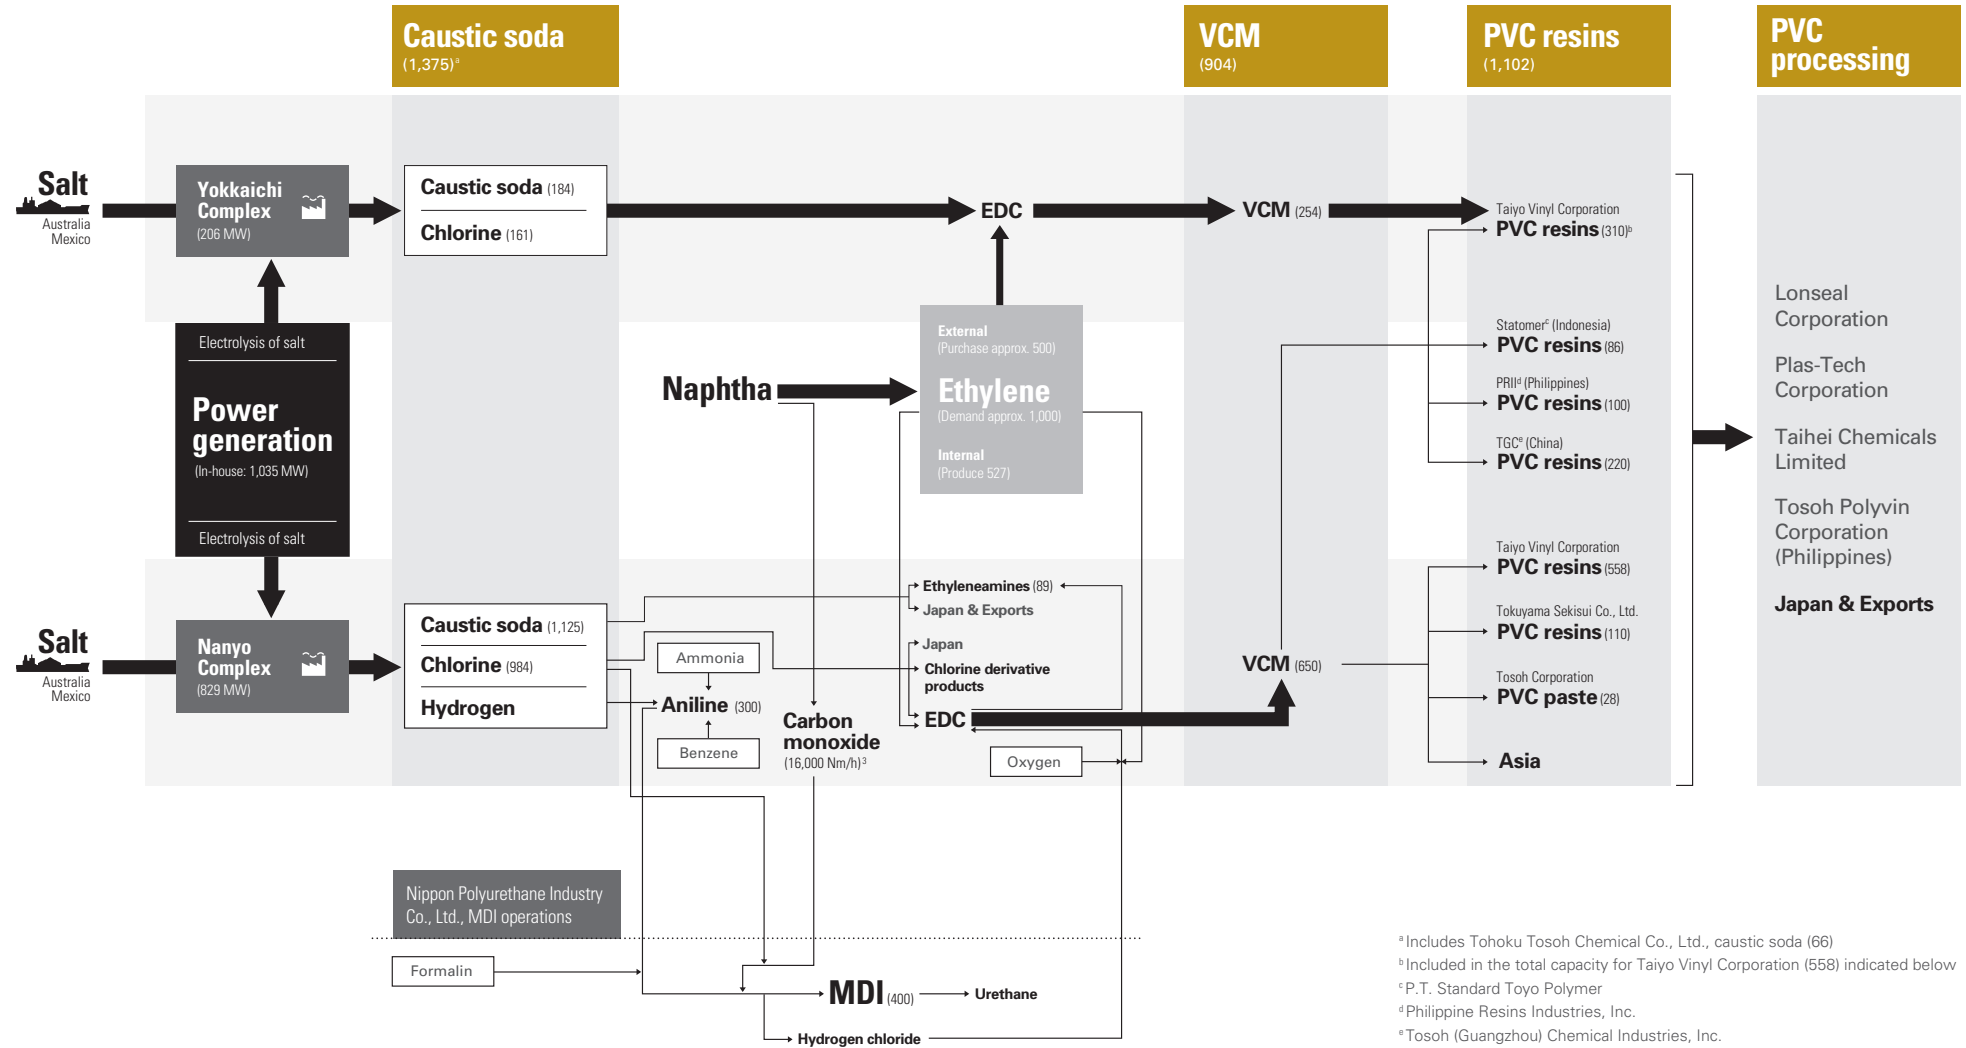 Caustic soda
(1,375)ᵃ
VCM
(904)
PVC resins
(1,102)
PVC
processing
Salt
Australia
Mexico
Yokkaichi
Complex
(206 MW)
Caustic soda (184)
Chlorine (161)
EDC
VCM (254)
Taiyo Vinyl Corporation
PVC resins (310)ᵇ
Electrolysis of salt
Power
generation
(In-house: 1,035 MW)
Electrolysis of salt
Naphtha
External
(Purchase approx. 500)
Ethylene
(Demand approx. 1,000)
Internal
(Produce 527)
Statomerᶜ (Indonesia)
PVC resins (86)
PRIIᵈ (Philippines)
PVC resins (100)
TGCᵉ (China)
PVC resins (220)
Lonseal
Corporation
Plas-Tech
Corporation
Taihei Chemicals
Limited
Tosoh Polyvin
Corporation
(Philippines)
Japan & Exports
Salt
Australia
Mexico
Nanyo
Complex
(829 MW)
Caustic soda (1,125)
Chlorine (984)
Hydrogen
Ammonia
Aniline (300)
Benzene
Carbon
monoxide
(16,000 Nm/h)³
Ethyleneamines (89)
Japan & Exports
Japan
Chlorine derivative
products
EDC
Oxygen
VCM (650)
Taiyo Vinyl Corporation
PVC resins (558)
Tokuyama Sekisui Co., Ltd.
PVC resins (110)
Tosoh Corporation
PVC paste (28)
Asia
Nippon Polyurethane Industry
Co., Ltd., MDI operations
Formalin
MDI (400)
Urethane
Hydrogen chloride
ᵃ Includes Tohoku Tosoh Chemical Co., Ltd., caustic soda (66)
ᵇ Included in the total capacity for Taiyo Vinyl Corporation (558) indicated below
ᶜ P.T. Standard Toyo Polymer
ᵈ Philippine Resins Industries, Inc.
ᵉ Tosoh (Guangzhou) Chemical Industries, Inc.